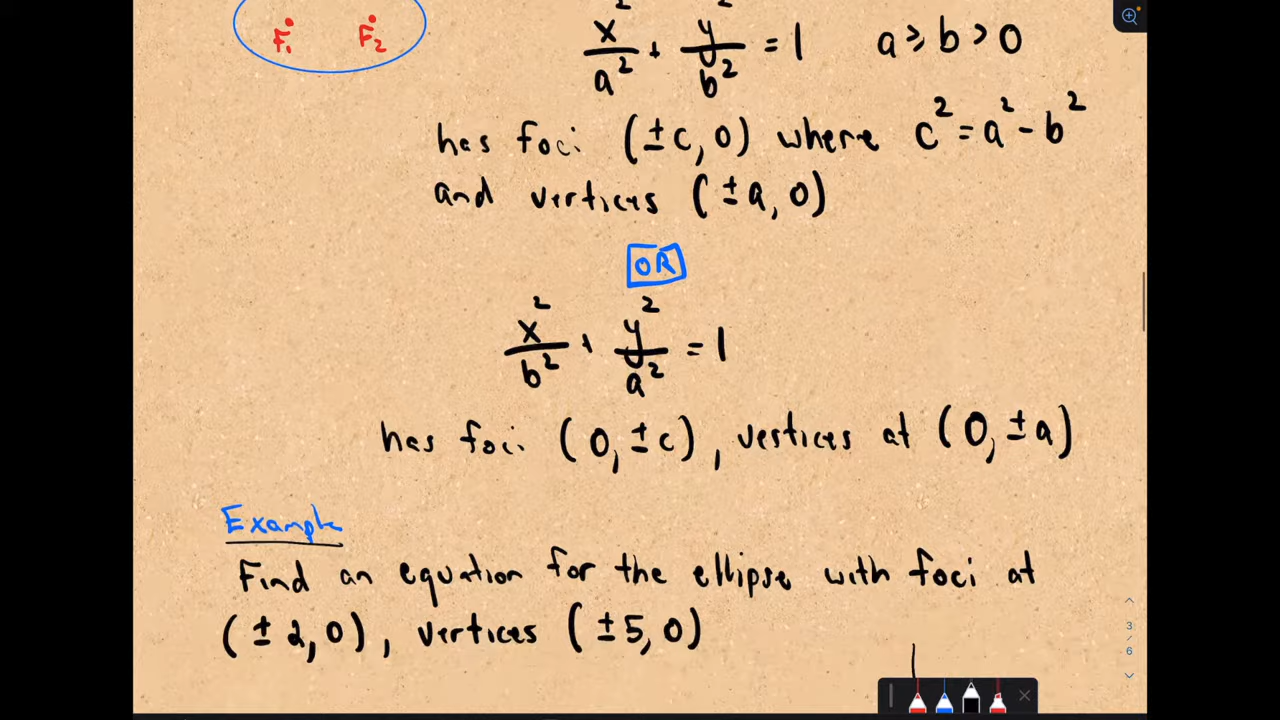 F₁ F₂
x²/a² + y²/b² = 1 a ≥ b > 0
has foci (±c, 0) where c² = a² - b²
and vertices (±a, 0)
OR
x²/b² + y²/a² = 1
has foci (0, ±c), vertices at (0, ±a)
Example
Find an equation for the ellipse with foci at
(±2, 0), vertices (±5, 0)
3
/
6